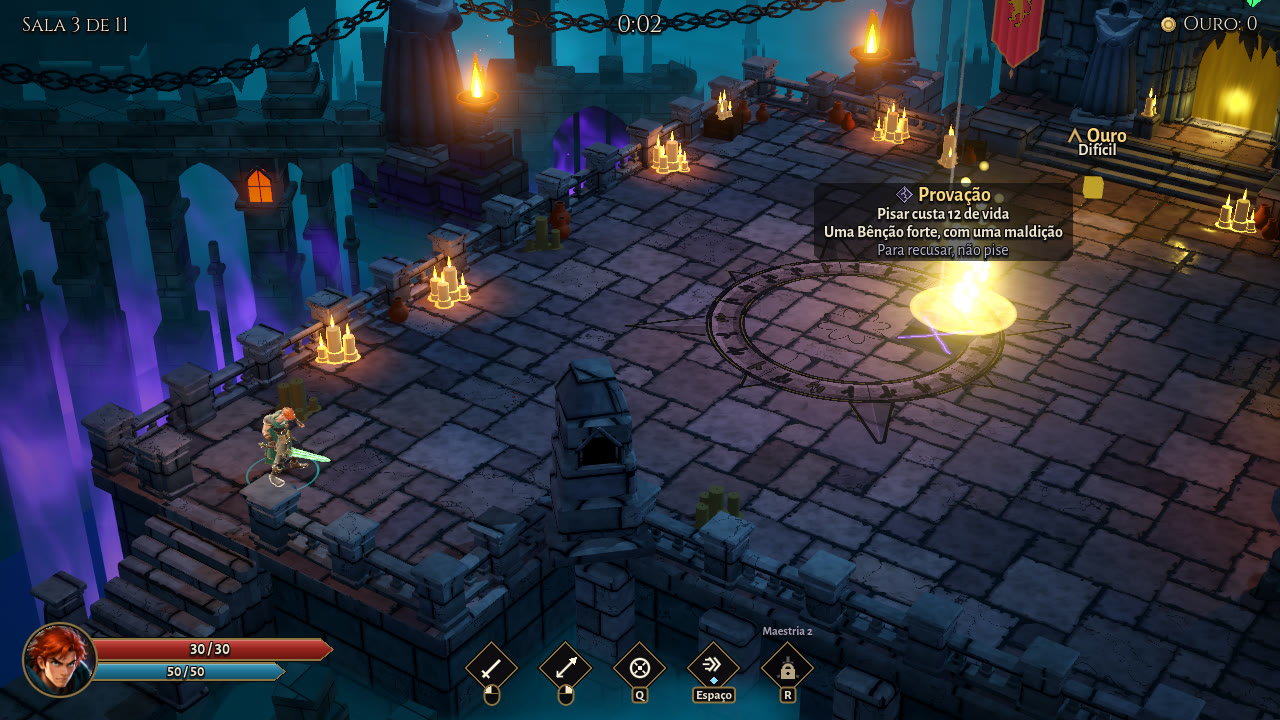 SALA 3 DE 11
0:02
OURO: 0
Ouro
Difícil
Provação
Pisar custa 12 de vida
Uma Bênção forte, com uma maldição
Para recusar, não pise
Maestria 2
30/30
50/50
Q
Espaço
R